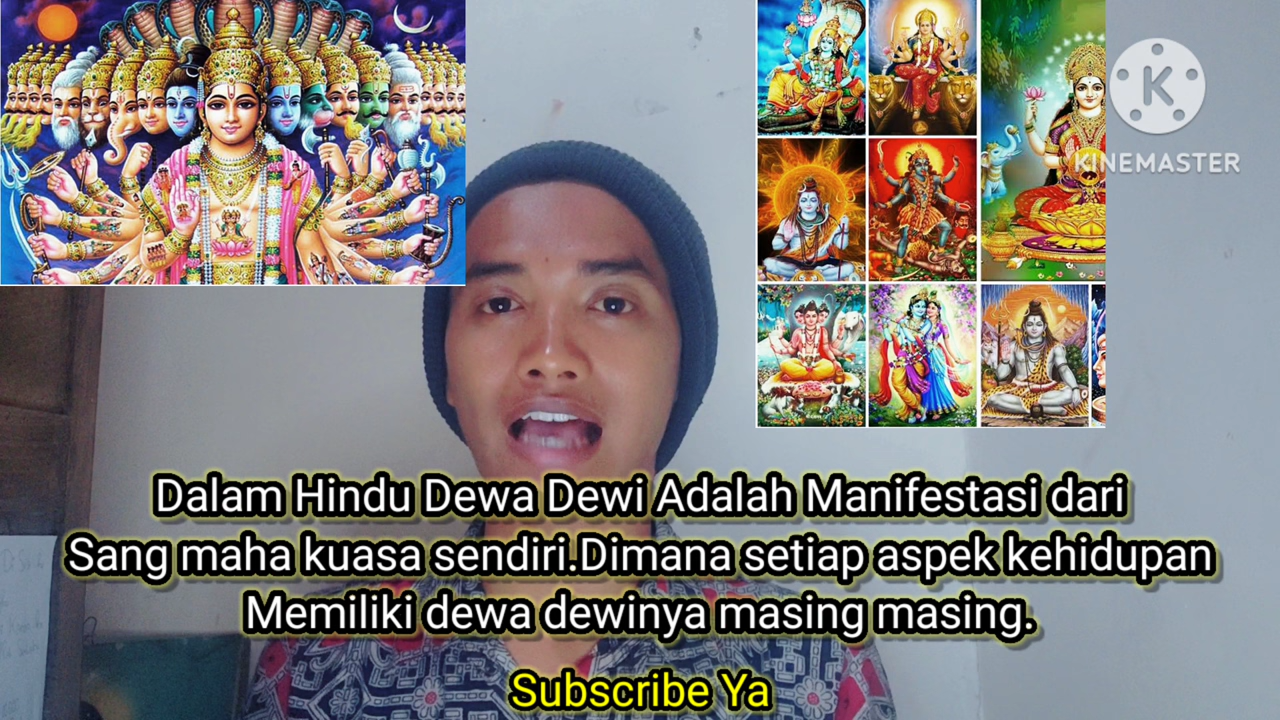 KINEMASTER
Dalam Hindu Dewa Dewi Adalah Manifestasi dari
Sang maha kuasa sendiri.Dimana setiap aspek kehidupan
Memiliki dewa dewinya masing masing.
Subscribe Ya